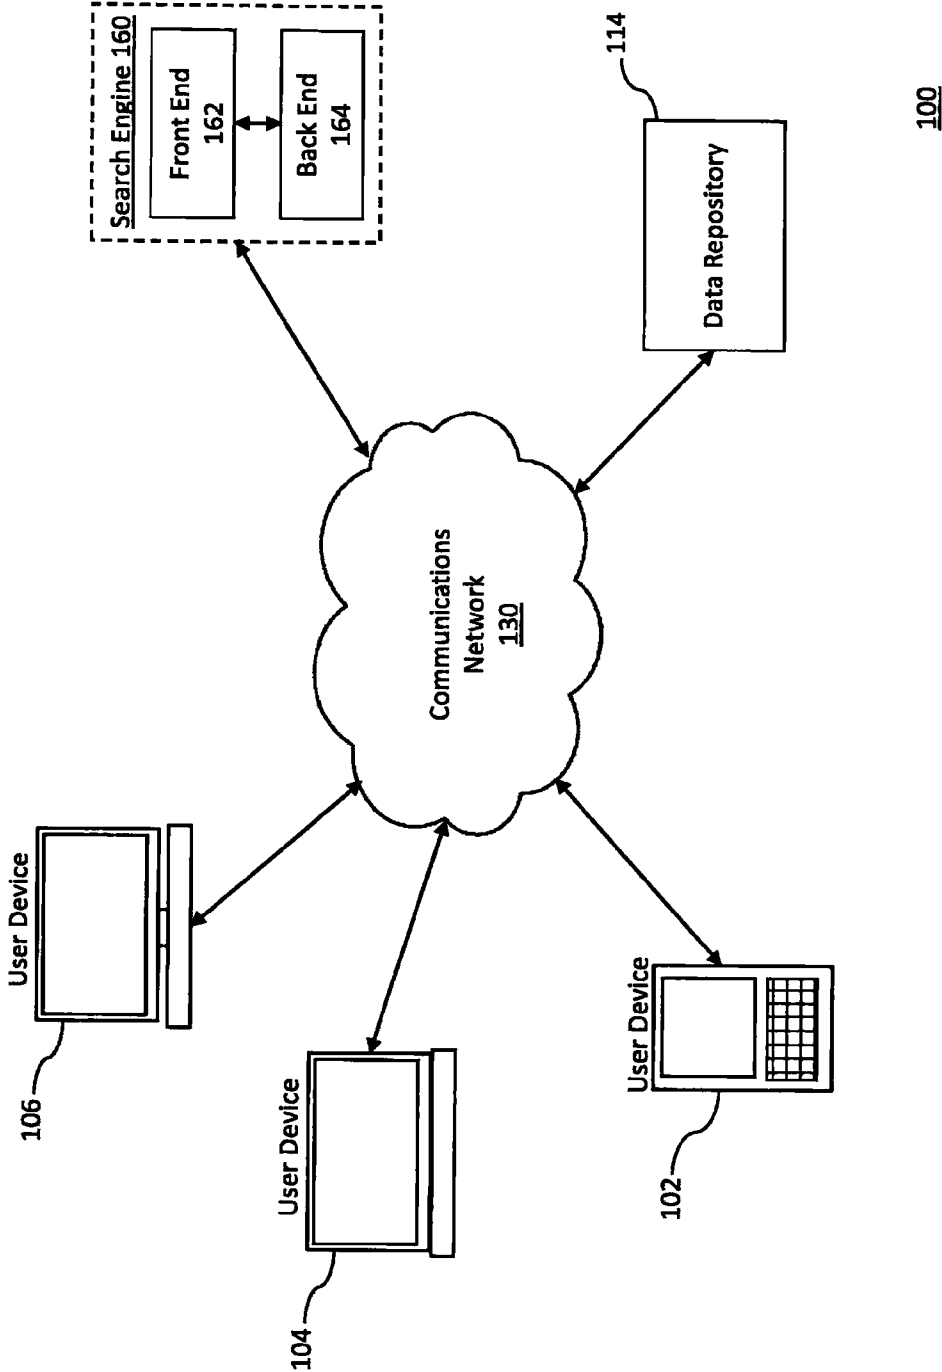 User Device
106
User Device
104
User Device
102
Communications
Network
130
Search Engine 160
Front End
162
Back End
164
114
Data Repository
100